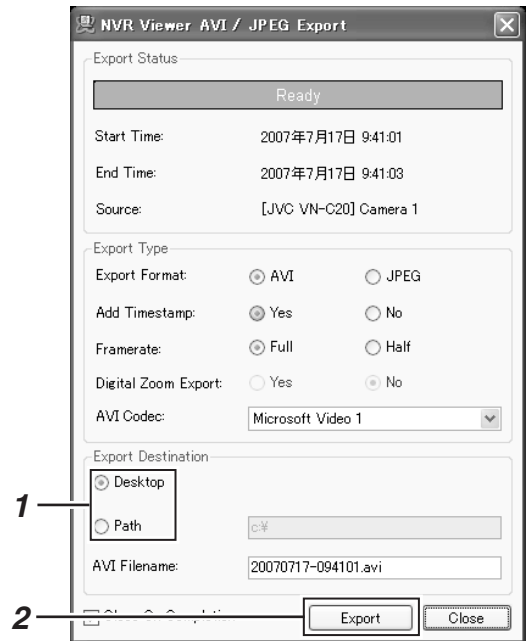 NVR Viewer AVI / JPEG Export
Export Status
Ready
Start Time: 2007年7月17日 9:41:01
End Time: 2007年7月17日 9:41:03
Source: [JVC VN-C20] Camera 1
Export Type
Export Format: AVI JPEG
Add Timestamp: Yes No
Framerate: Full Half
Digital Zoom Export: Yes No
AVI Codec: Microsoft Video 1
Export Destination
1 Desktop
Path c:¥
AVI Filename: 20070717-094101.avi
2 Close On Completion Export Close